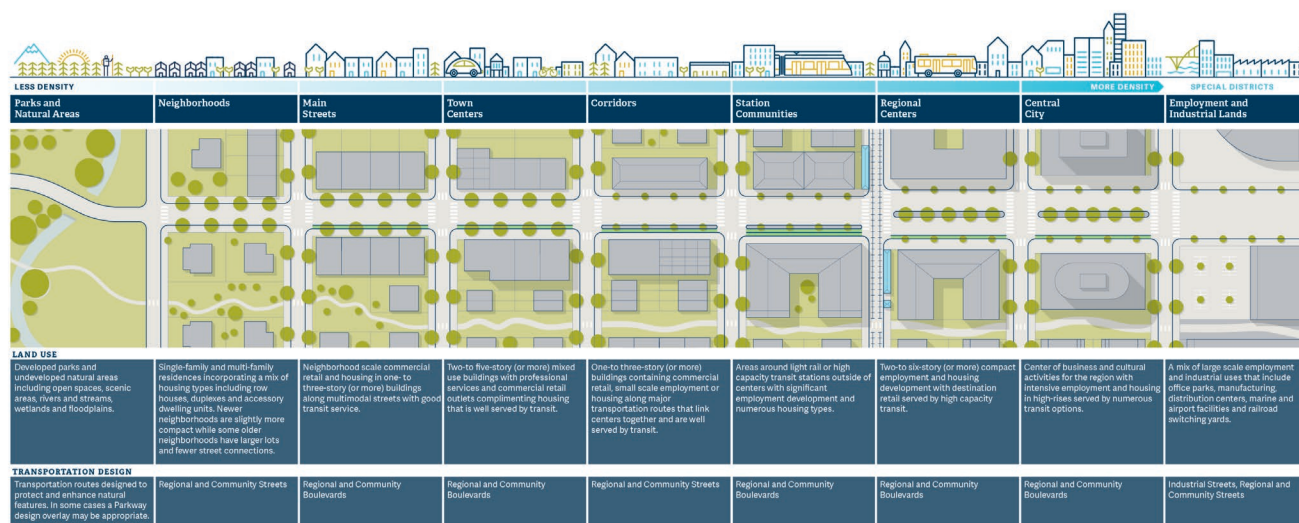 LESS DENSITY
MORE DENSITY
SPECIAL DISTRICTS
Parks and
Natural Areas
Neighborhoods
Main
Streets
Town
Centers
Corridors
Station
Communities
Regional
Centers
Central
City
Employment and
Industrial Lands
LAND USE
Developed parks and
undeveloped natural areas
including open spaces, scenic
areas, rivers and streams,
wetlands and floodplains.
Single-family and multi-family
residences incorporating a mix of
housing types including row
houses, duplexes and accessory
dwelling units. Newer
neighborhoods are slightly more
compact while some older
neighborhoods have larger lots
and fewer street connections.
Neighborhood scale commercial
retail and housing in one- to
three-story (or more) buildings
along multimodal streets with good
transit service.
Two-to five-story (or more) mixed
use buildings with professional
services and commercial retail
outlets complimenting housing
that is well served by transit.
One-to three-story (or more)
buildings containing commercial
retail, small scale employment or
housing along major
transportation routes that link
centers together and are well
served by transit.
Areas around light rail or high
capacity transit stations outside of
centers with significant
employment development and
numerous housing types.
Two-to six-story (or more) compact
employment and housing
development with destination
retail served by high capacity
transit.
Center of business and cultural
activities for the region with
intensive employment and housing
in high-rises served by numerous
transit options.
A mix of large scale employment
and industrial uses that include
office parks, manufacturing,
distribution centers, marine and
airport facilities and railroad
switching yards.
TRANSPORTATION DESIGN
Transportation routes designed to
protect and enhance natural
features. In some cases a Parkway
design overlay may be appropriate.
Regional and Community Streets
Regional and Community
Boulevards
Regional and Community
Boulevards
Regional and Community Streets
Regional and Community
Boulevards
Regional and Community
Boulevards
Regional and Community
Boulevards
Industrial Streets, Regional and
Community Streets